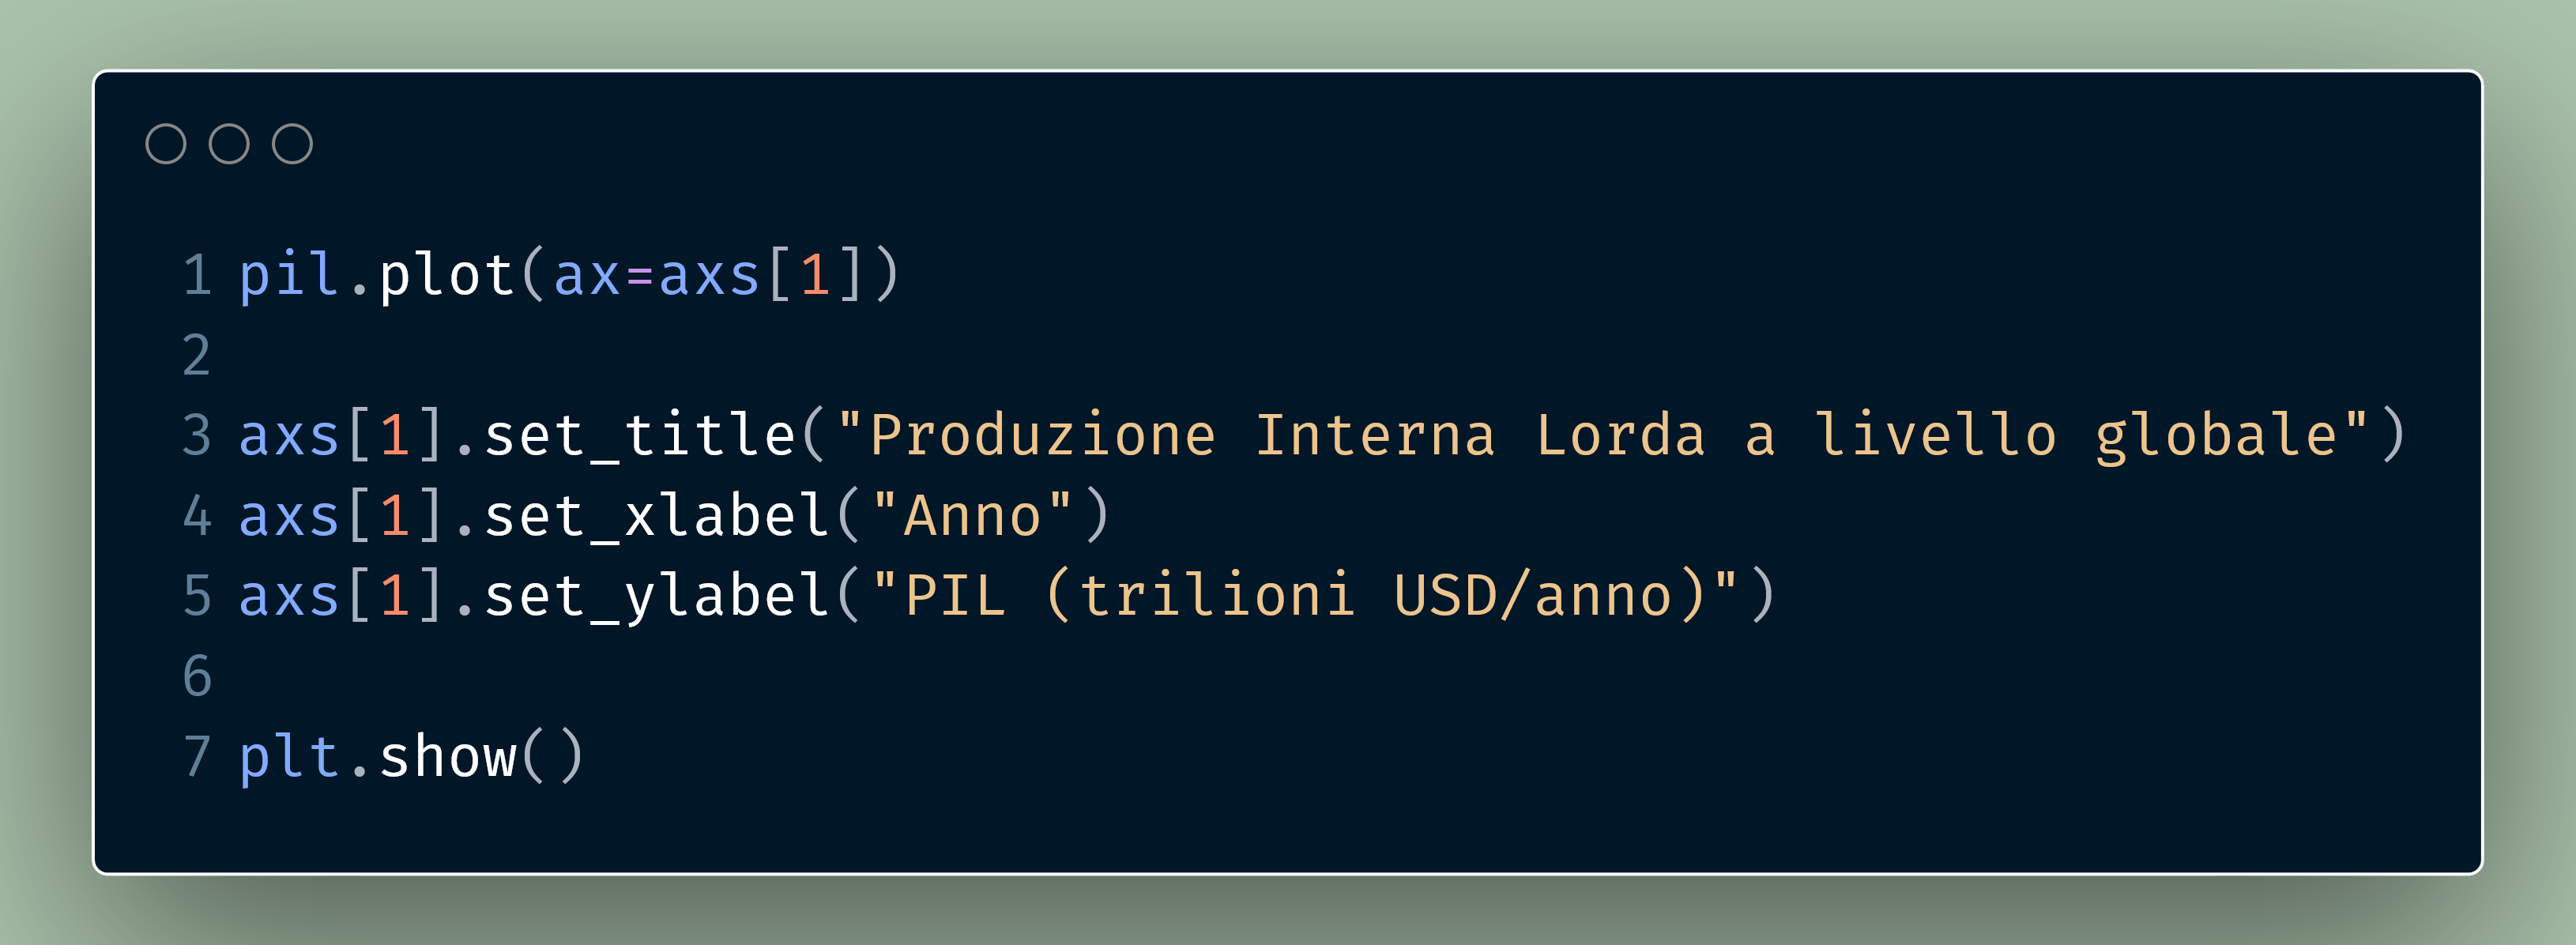 1 pil.plot(ax=axs[1])
2
3 axs[1].set_title("Produzione Interna Lorda a livello globale")
4 axs[1].set_xlabel("Anno")
5 axs[1].set_ylabel("PIL (trilioni USD/anno)")
6
7 plt.show()